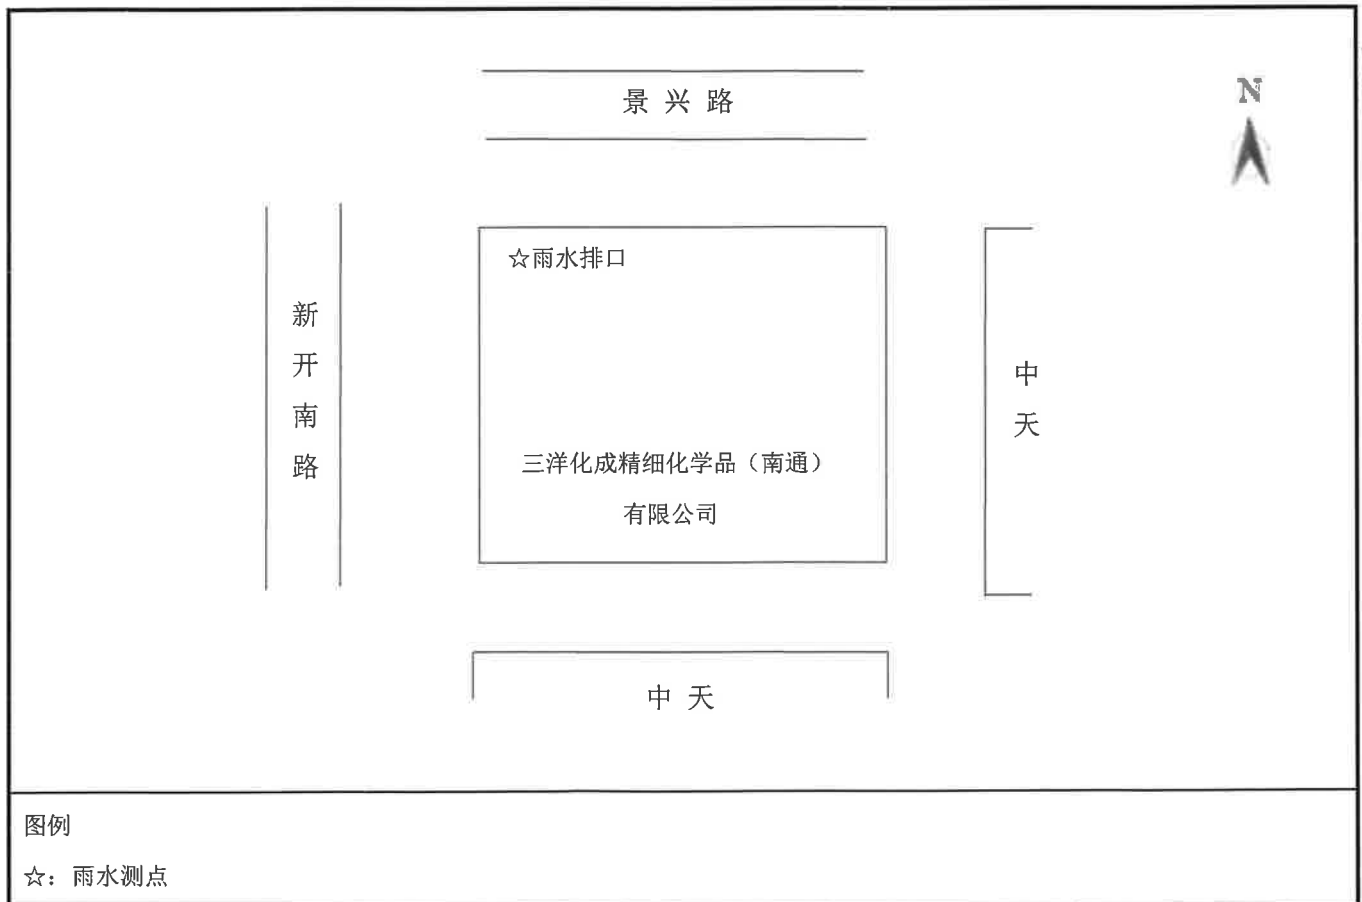 景兴路
N
☆雨水排口
新开南路
中天
三洋化成精细化学品（南通）
有限公司
中天
图例
☆：雨水测点